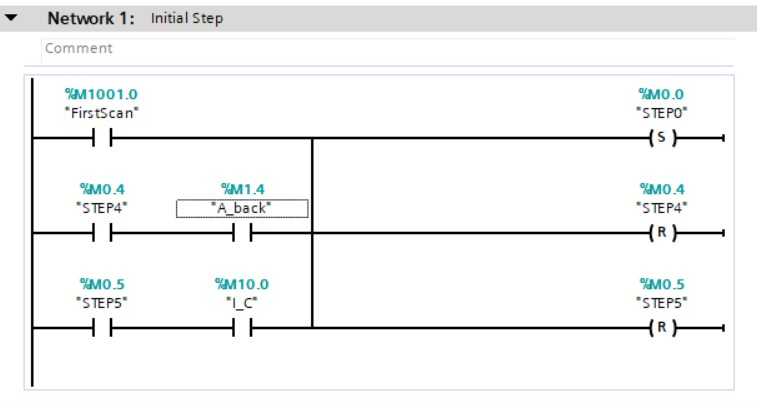 Network 1: Initial Step
Comment
%M1001.0 %M0.0
"FirstScan" "STEP0"
( S )
%M0.4 %M1.4 %M0.4
"STEP4" "A_back" "STEP4"
( R )
%M0.5 %M10.0 %M0.5
"STEP5" "I_C" "STEP5"
( R )